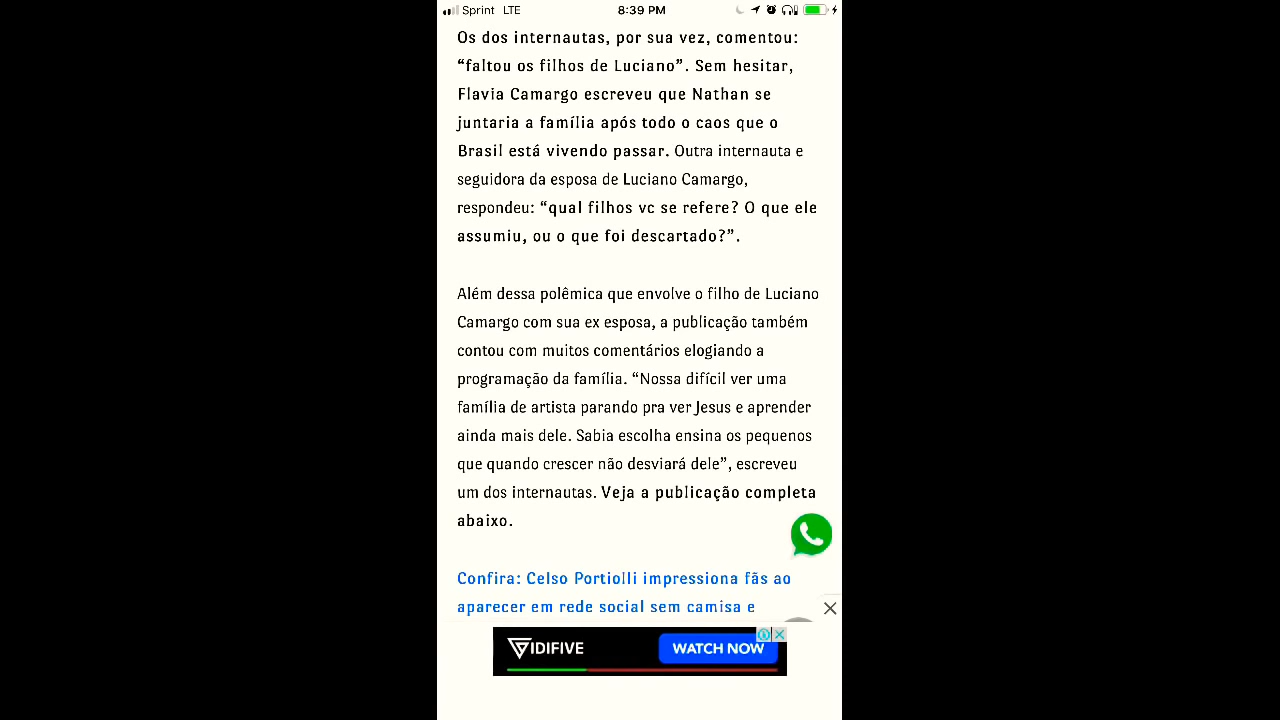 Sprint LTE 8:39 PM
Os dos internautas, por sua vez, comentou:
“faltou os filhos de Luciano”. Sem hesitar,
Flavia Camargo escreveu que Nathan se
juntaria a família após todo o caos que o
Brasil está vivendo passar. Outra internauta e
seguidora da esposa de Luciano Camargo,
respondeu: “qual filhos vc se refere? O que ele
assumiu, ou o que foi descartado?”.
Além dessa polêmica que envolve o filho de Luciano
Camargo com sua ex esposa, a publicação também
contou com muitos comentários elogiando a
programação da família. “Nossa difícil ver uma
família de artista parando pra ver Jesus e aprender
ainda mais dele. Sabia escolha ensina os pequenos
que quando crescer não desviará dele”, escreveu
um dos internautas. Veja a publicação completa
abaixo.
Confira: Celso Portiolli impressiona fãs ao
aparecer em rede social sem camisa e
VIDIFIVE WATCH NOW